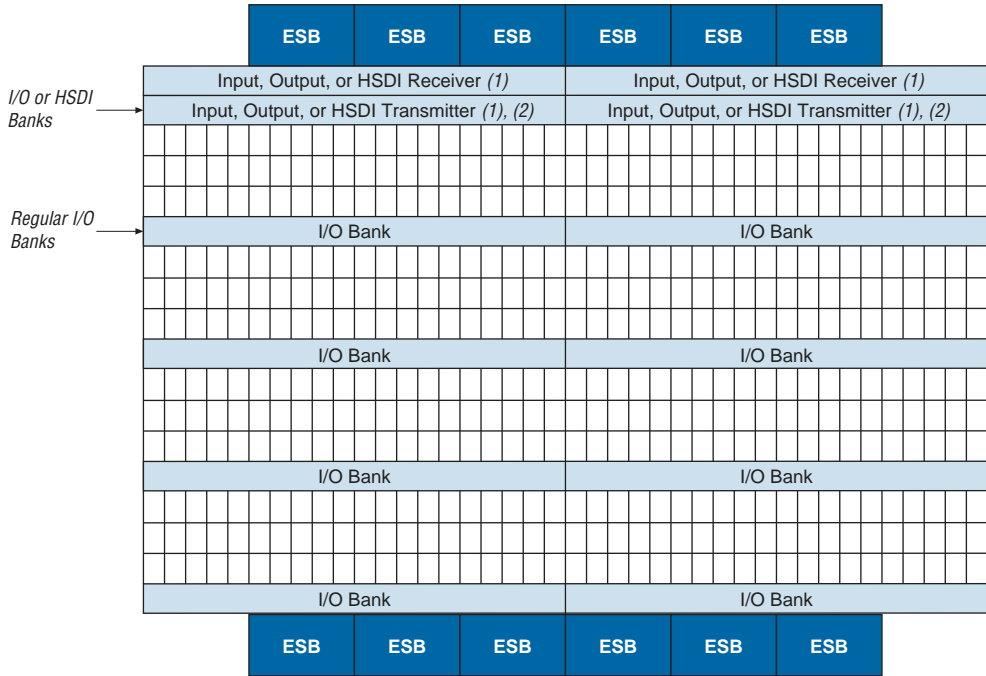 ESB ESB ESB ESB ESB ESB
Input, Output, or HSDI Receiver (1) Input, Output, or HSDI Receiver (1)
I/O or HSDI
Banks
Input, Output, or HSDI Transmitter (1), (2) Input, Output, or HSDI Transmitter (1), (2)
Regular I/O
Banks
I/O Bank I/O Bank
I/O Bank I/O Bank
I/O Bank I/O Bank
I/O Bank I/O Bank
ESB ESB ESB ESB ESB ESB